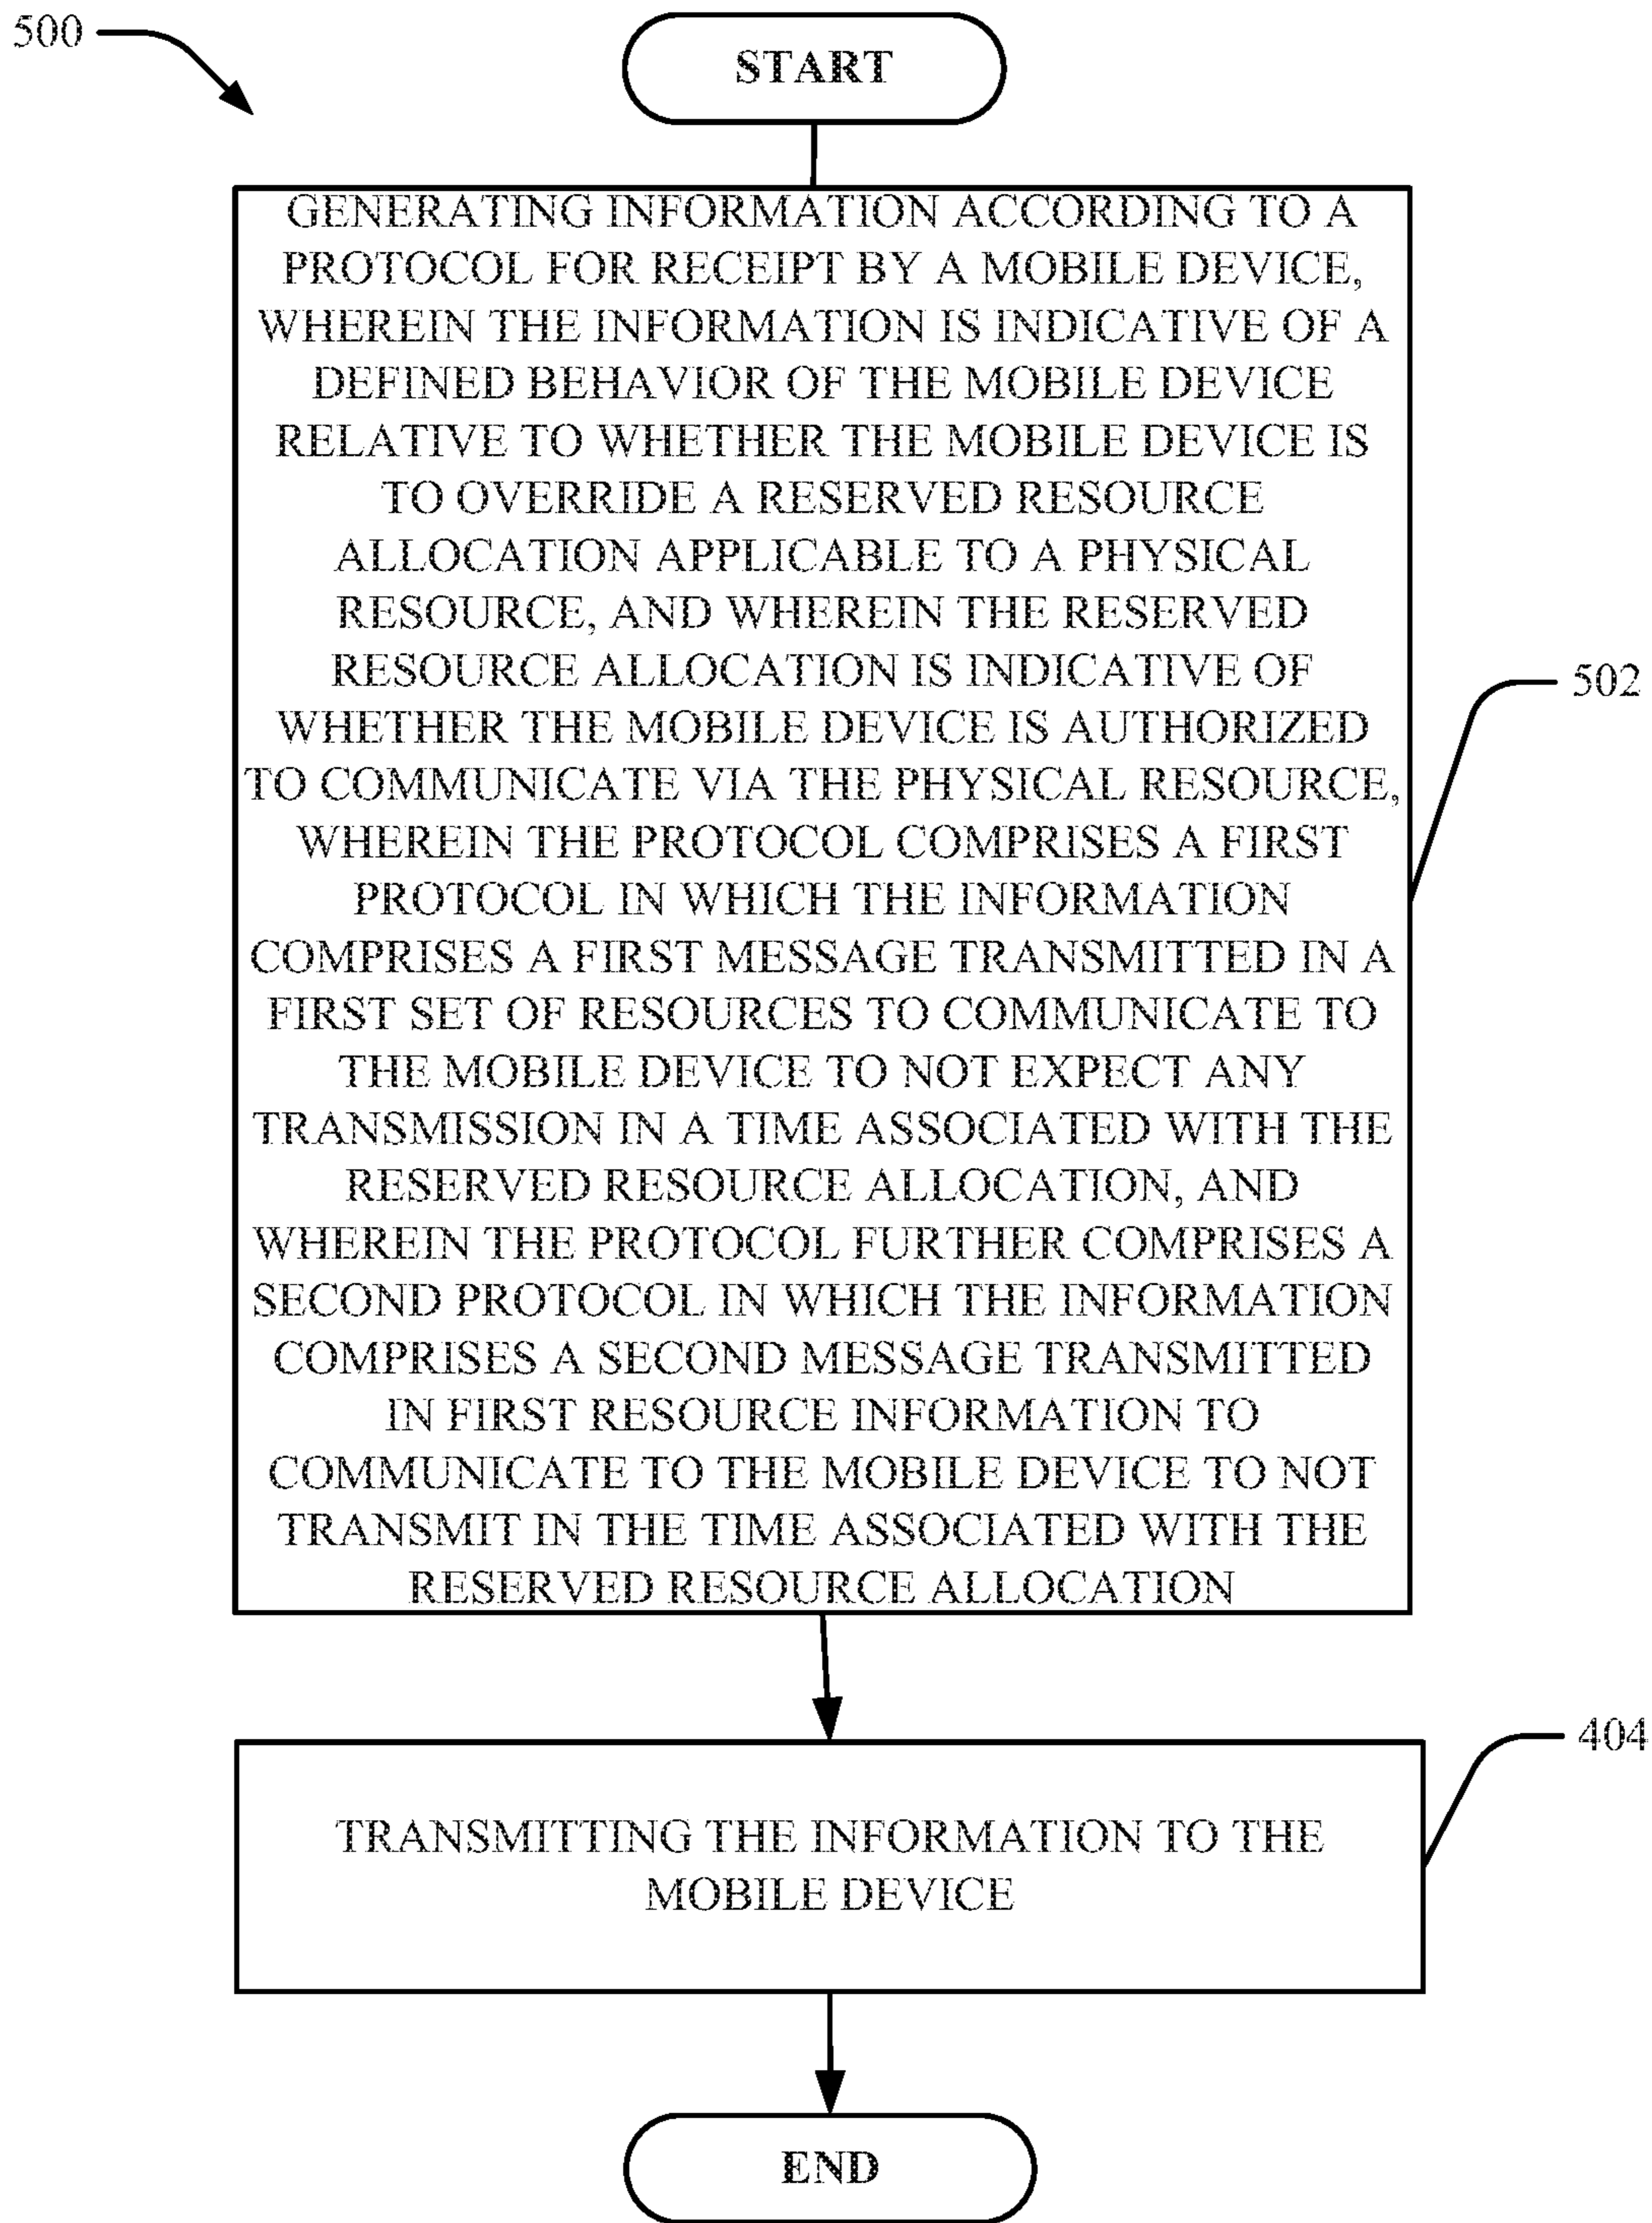 500
START
GENERATING INFORMATION ACCORDING TO A
PROTOCOL FOR RECEIPT BY A MOBILE DEVICE,
WHEREIN THE INFORMATION IS INDICATIVE OF A
DEFINED BEHAVIOR OF THE MOBILE DEVICE
RELATIVE TO WHETHER THE MOBILE DEVICE IS
TO OVERRIDE A RESERVED RESOURCE
ALLOCATION APPLICABLE TO A PHYSICAL
RESOURCE, AND WHEREIN THE RESERVED
RESOURCE ALLOCATION IS INDICATIVE OF
WHETHER THE MOBILE DEVICE IS AUTHORIZED
TO COMMUNICATE VIA THE PHYSICAL RESOURCE,
WHEREIN THE PROTOCOL COMPRISES A FIRST
PROTOCOL IN WHICH THE INFORMATION
COMPRISES A FIRST MESSAGE TRANSMITTED IN A
FIRST SET OF RESOURCES TO COMMUNICATE TO
THE MOBILE DEVICE TO NOT EXPECT ANY
TRANSMISSION IN A TIME ASSOCIATED WITH THE
RESERVED RESOURCE ALLOCATION, AND
WHEREIN THE PROTOCOL FURTHER COMPRISES A
SECOND PROTOCOL IN WHICH THE INFORMATION
COMPRISES A SECOND MESSAGE TRANSMITTED
IN FIRST RESOURCE INFORMATION TO
COMMUNICATE TO THE MOBILE DEVICE TO NOT
TRANSMIT IN THE TIME ASSOCIATED WITH THE
RESERVED RESOURCE ALLOCATION
502
TRANSMITTING THE INFORMATION TO THE
MOBILE DEVICE
404
END